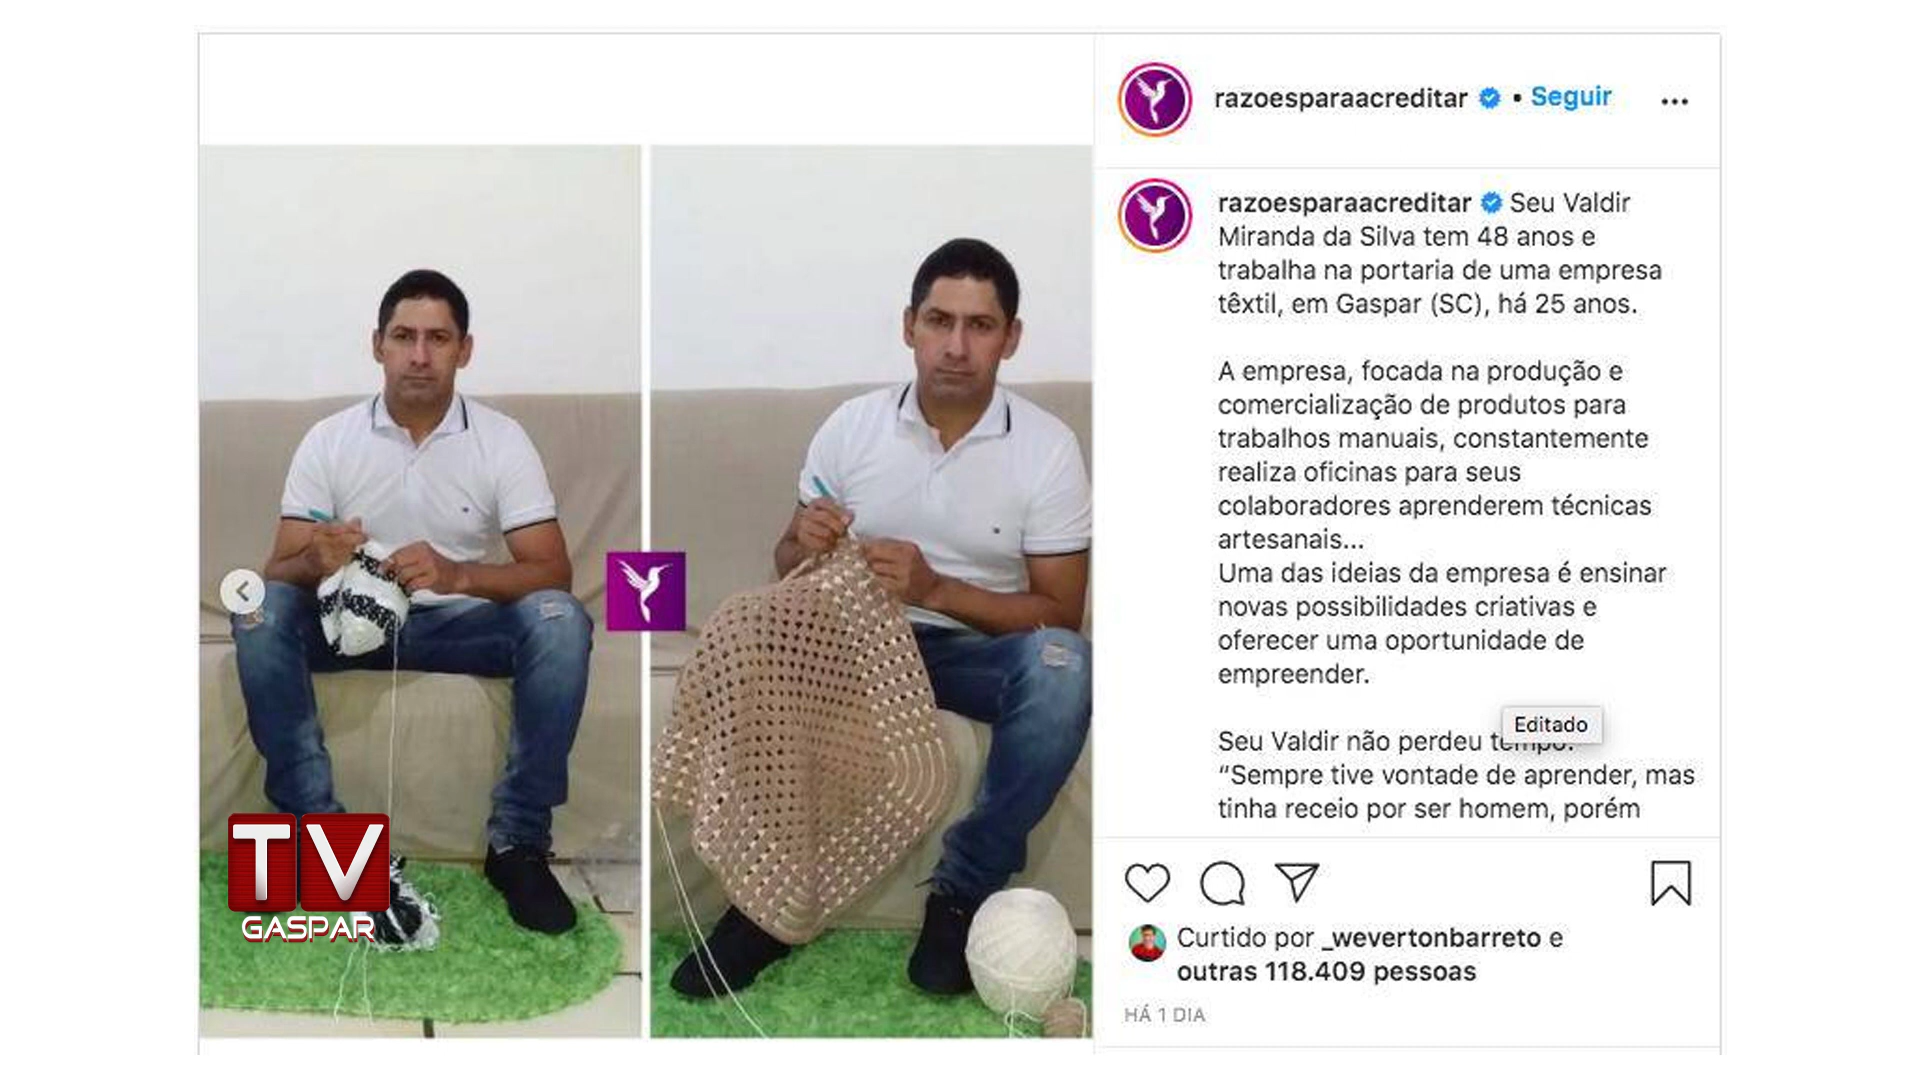 razoesparaacreditar • Seguir
razoesparaacreditar Seu Valdir
Miranda da Silva tem 48 anos e
trabalha na portaria de uma empresa
têxtil, em Gaspar (SC), há 25 anos.
A empresa, focada na produção e
comercialização de produtos para
trabalhos manuais, constantemente
realiza oficinas para seus
colaboradores aprenderem técnicas
artesanais...
Uma das ideias da empresa é ensinar
novas possibilidades criativas e
oferecer uma oportunidade de
empreender.
Editado
Seu Valdir não perdeu tempo:
“Sempre tive vontade de aprender, mas
tinha receio por ser homem, porém
Curtido por _wevertonbarreto e
outras 118.409 pessoas
HÁ 1 DIA
TV
GASPAR